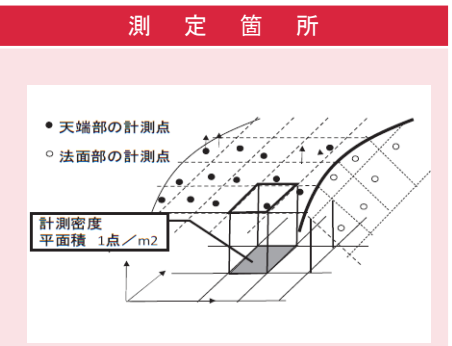 測定箇所
● 天端部の計測点
○ 法面部の計測点
計測密度
平面積 1点／m2